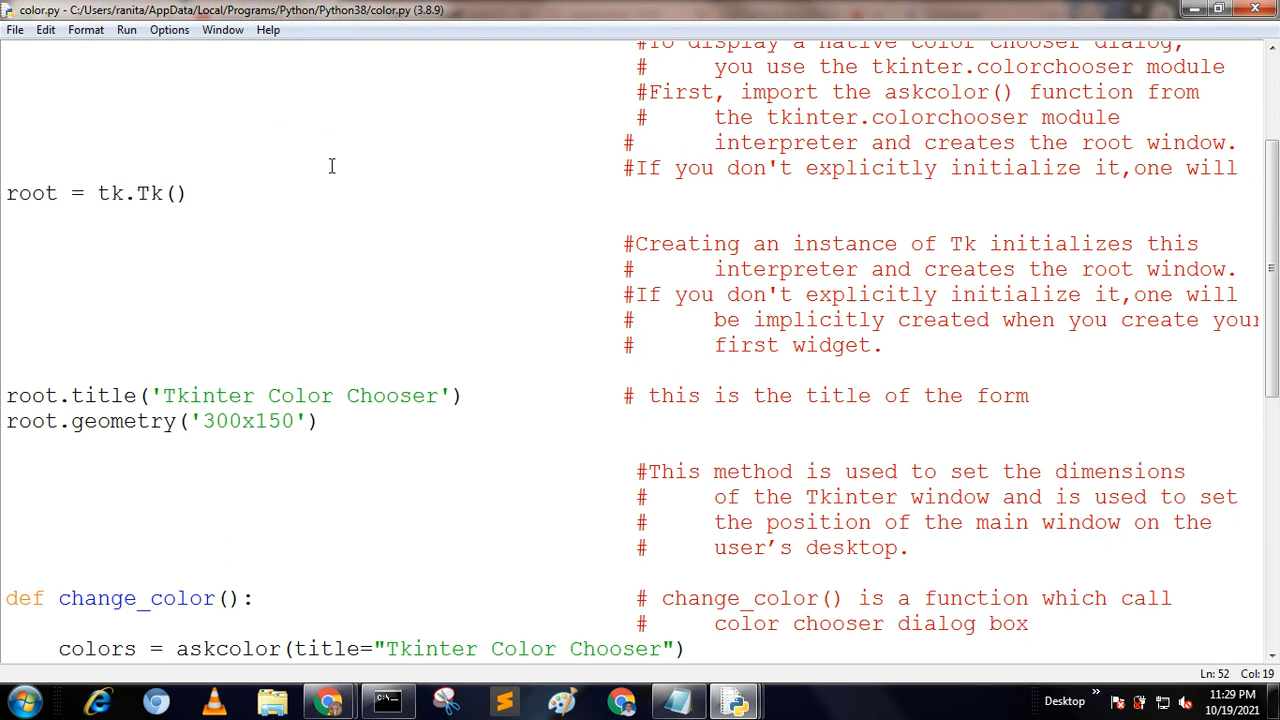 color.py - C:/Users/ranita/AppData/Local/Programs/Python/Python38/color.py (3.8.9)
File Edit Format Run Options Window Help
#To display a native color chooser dialog,
# you use the tkinter.colorchooser module
#First, import the askcolor() function from
# the tkinter.colorchooser module
# interpreter and creates the root window.
#If you don't explicitly initialize it,one will
root = tk.Tk()
#Creating an instance of Tk initializes this
# interpreter and creates the root window.
#If you don't explicitly initialize it,one will
# be implicitly created when you create your
# first widget.
root.title('Tkinter Color Chooser') # this is the title of the form
root.geometry('300x150')
#This method is used to set the dimensions
# of the Tkinter window and is used to set
# the position of the main window on the
# user’s desktop.
def change_color(): # change_color() is a function which call
# color chooser dialog box
colors = askcolor(title="Tkinter Color Chooser")
Ln: 52 Col: 19
Desktop
11:29 PM
10/19/2021